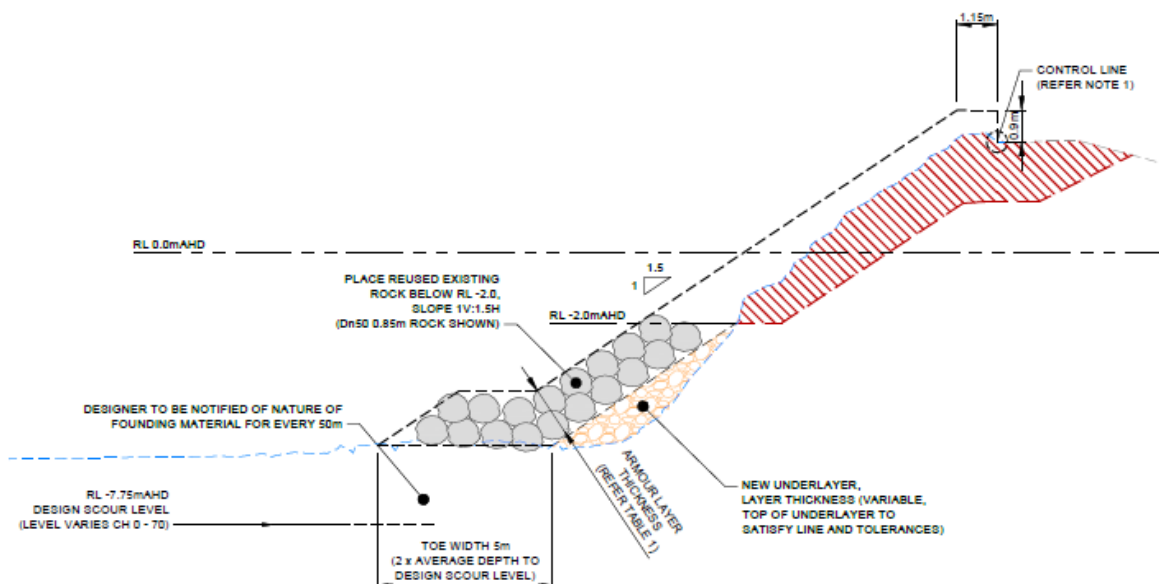 1.15m
CONTROL LINE
(REFER NOTE 1)
0.9m
RL 0.0mAHD
PLACE REUSED EXISTING
ROCK BELOW RL -2.0,
SLOPE 1V:1.5H
(Dn50 0.85m ROCK SHOWN)
1.5
1
RL -2.0mAHD
DESIGNER TO BE NOTIFIED OF NATURE OF
FOUNDING MATERIAL FOR EVERY 50m
ARMOUR LAYER
THICKNESS
(REFER TABLE 1)
NEW UNDERLAYER,
LAYER THICKNESS (VARIABLE,
TOP OF UNDERLAYER TO
SATISFY LINE AND TOLERANCES)
RL -7.75mAHD
DESIGN SCOUR LEVEL
(LEVEL VARIES CH 0 - 70)
TOE WIDTH 5m
(2 x AVERAGE DEPTH TO
DESIGN SCOUR LEVEL)